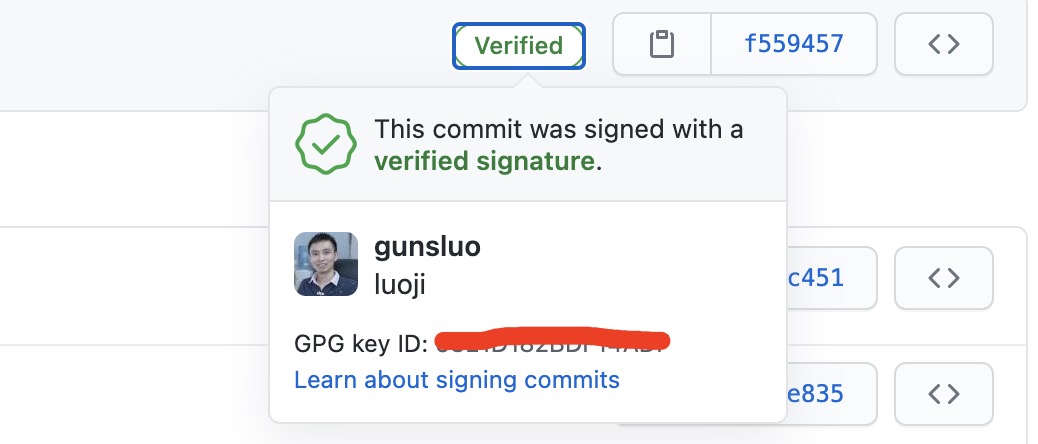 Verified
f559457
This commit was signed with a
verified signature.
gunsluo
luoji
c451
GPG key ID:
Learn about signing commits
e835